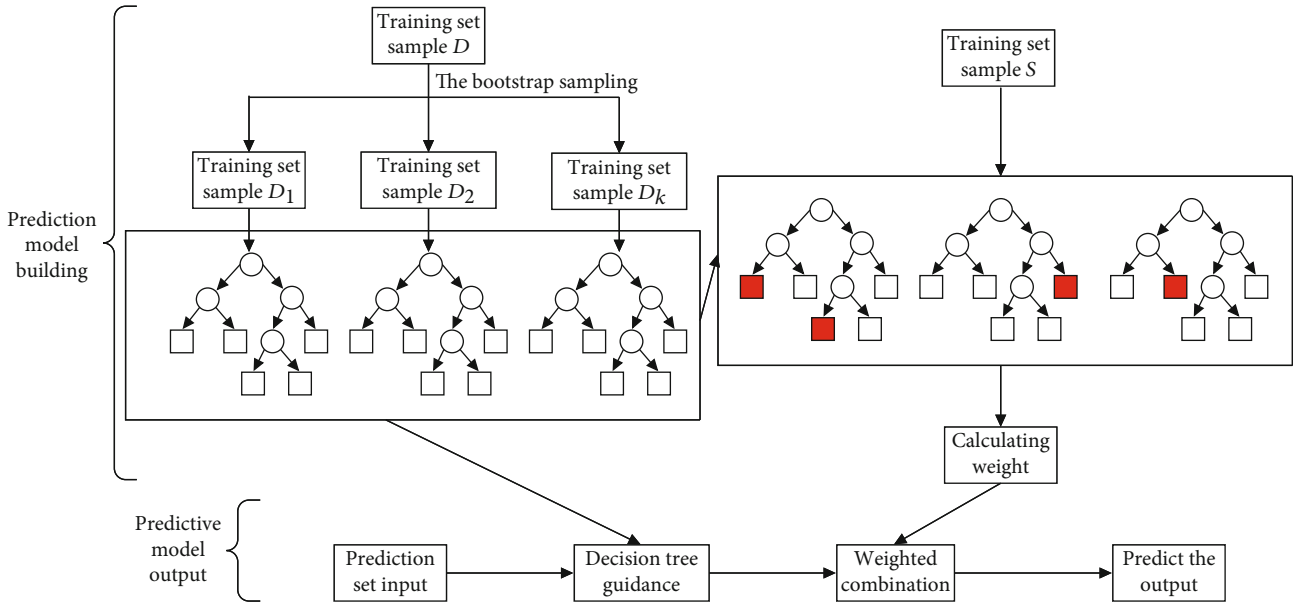 Training set
sample D
The bootstrap sampling
Training set
sample D₁
Training set
sample D₂
Training set
sample Dₖ
Training set
sample S
Prediction
model
building
Calculating
weight
Predictive
model
output
Prediction
set input
Decision tree
guidance
Weighted
combination
Predict the
output